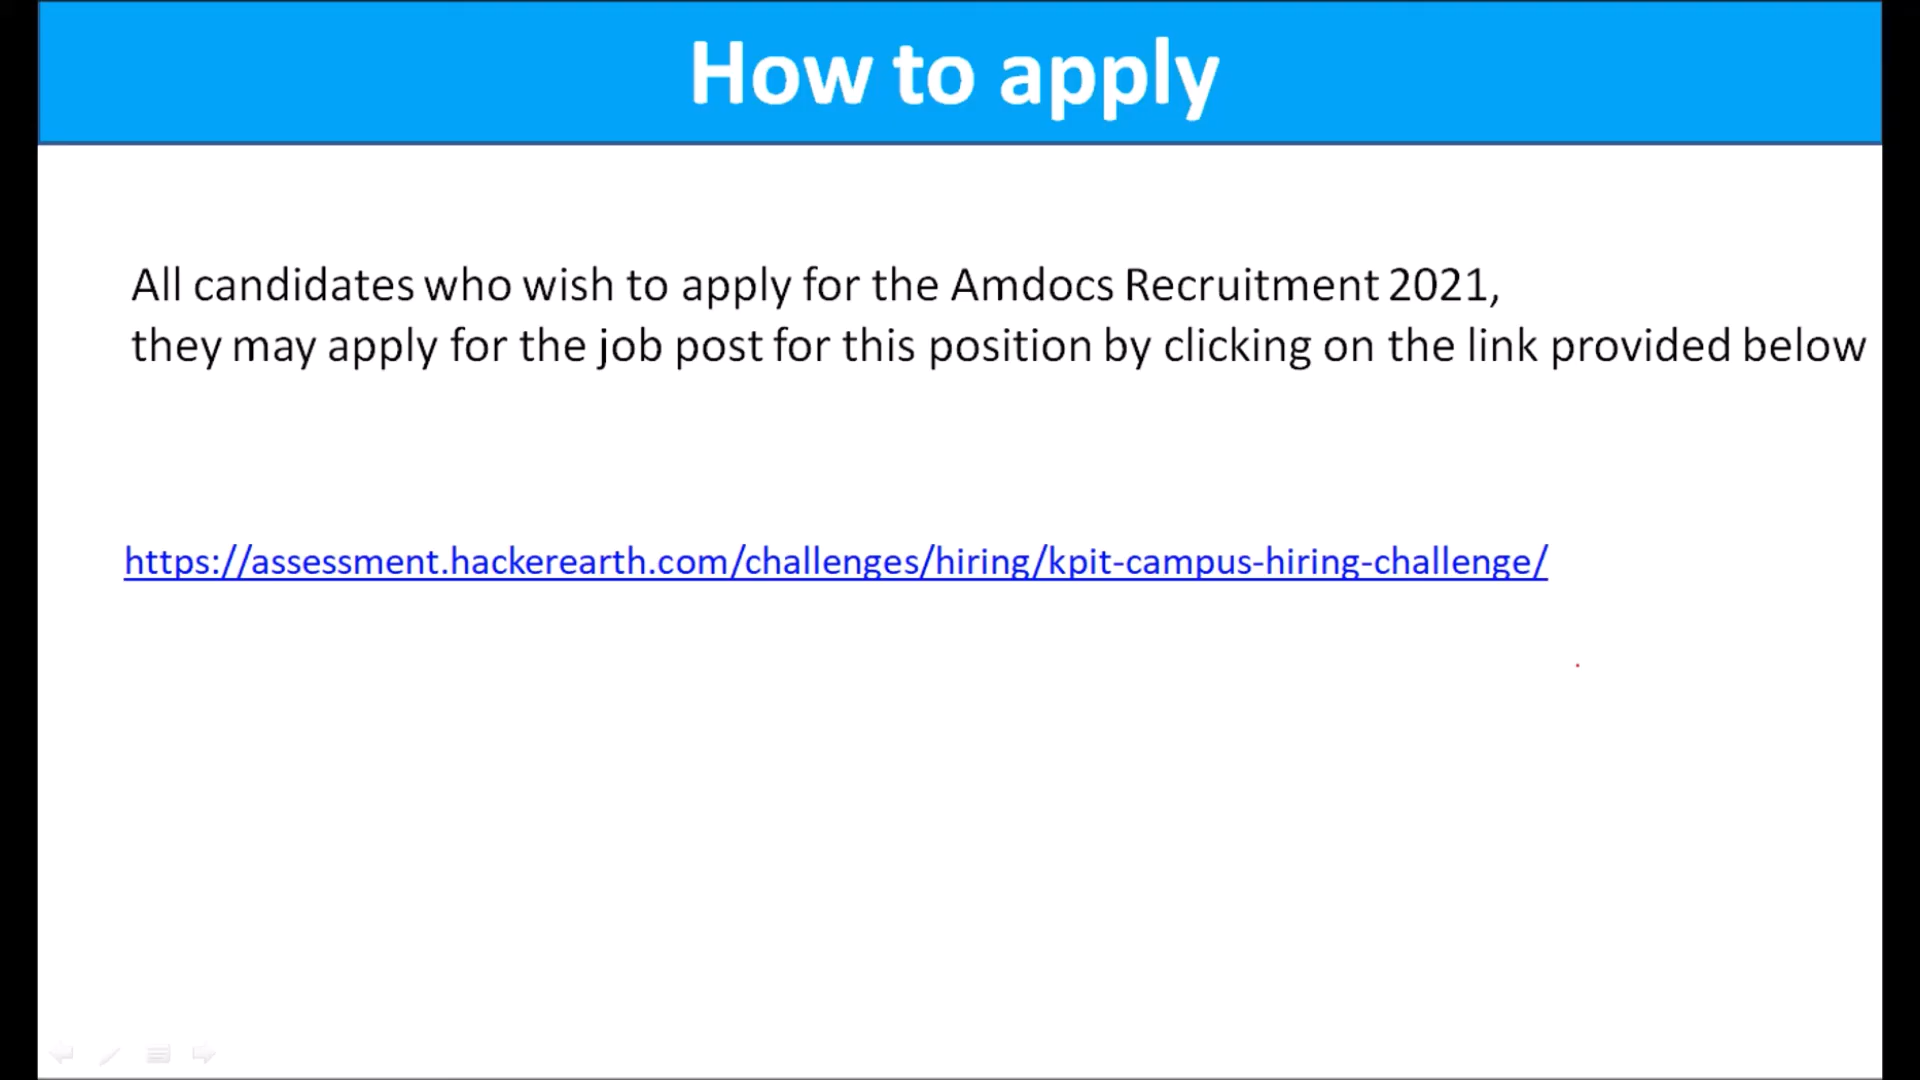 How to apply
All candidates who wish to apply for the Amdocs Recruitment 2021,
they may apply for the job post for this position by clicking on the link provided below
https://assessment.hackerearth.com/challenges/hiring/kpit-campus-hiring-challenge/